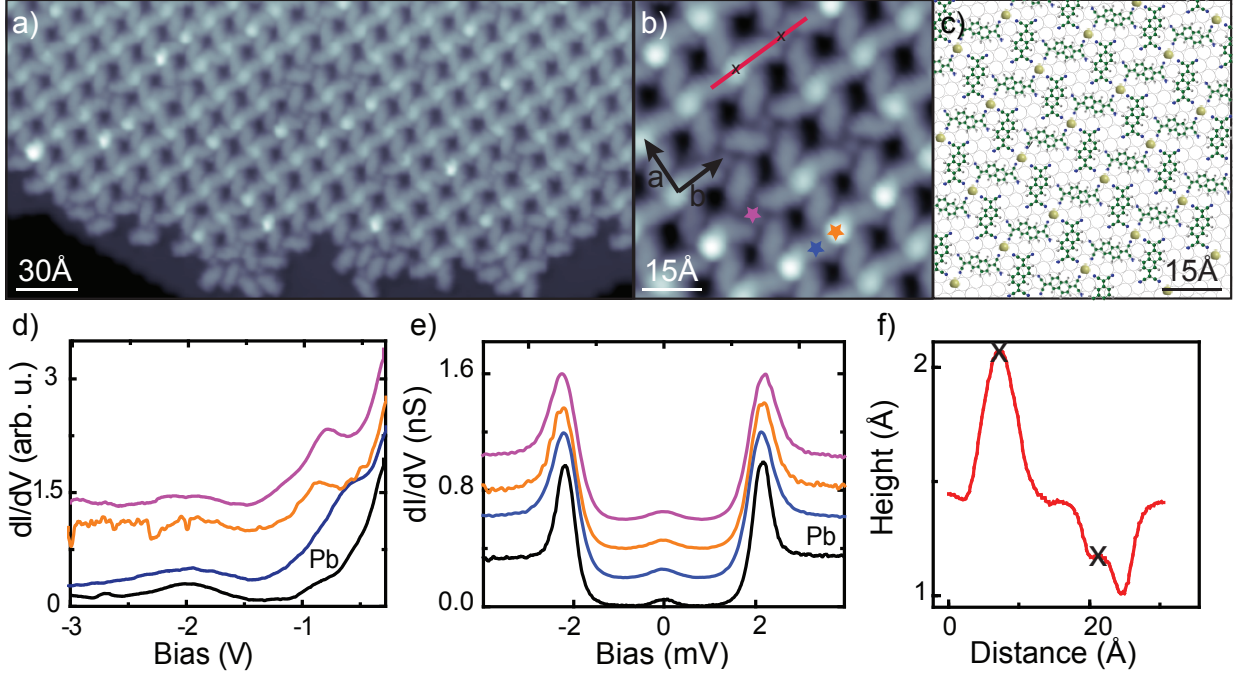 a)
30Å
b)
x
x
a
b
15Å
c)
15Å
d)
dI/dV (arb. u.)
3
1.5
0
Pb
-3
-2
-1
Bias (V)
e)
dI/dV (nS)
1.6
0.8
0.0
Pb
-2
0
2
Bias (mV)
f)
Height (Å)
2
1
X
X
0
10
20
Distance (Å)